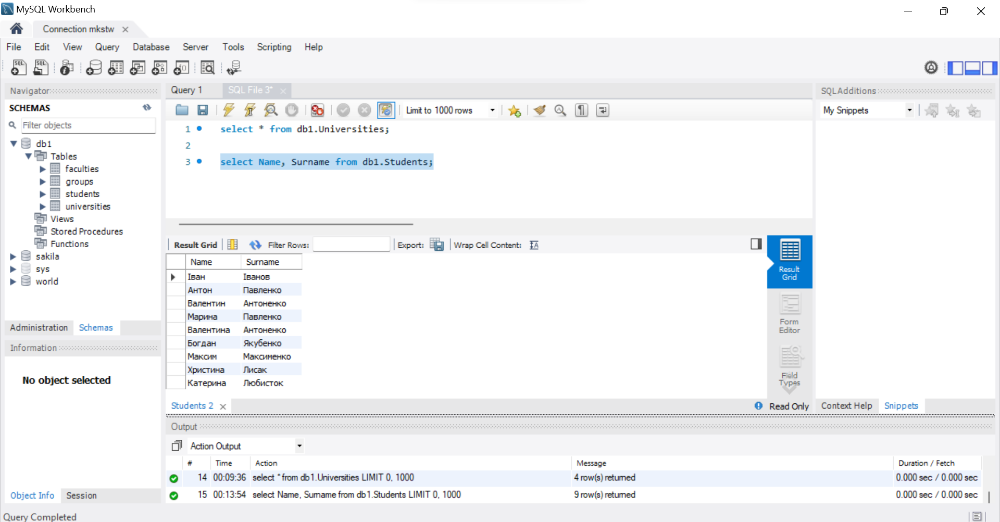 MySQL Workbench
Connection mkstw
File Edit View Query Database Server Tools Scripting Help
Navigator
SCHEMAS
Filter objects
db1
Tables
faculties
groups
students
universities
Views
Stored Procedures
Functions
sakila
sys
world
Administration Schemas
Information
No object selected
Object Info Session
Query 1 SQL File 3*
Limit to 1000 rows
1 select * from db1.Universities;
2
3 select Name, Surname from db1.Students;
Result Grid Filter Rows: Export: Wrap Cell Content:
Name Surname
Іван Іванов
Антон Павленко
Валентин Антоненко
Марина Павленко
Валентина Антоненко
Богдан Якубенко
Максим Максименко
Христина Лисак
Катерина Любисток
Result
Grid
Form
Editor
Field
Types
Students 2 Read Only
SQLAdditions
My Snippets
Context Help Snippets
Output
Action Output
# Time Action Message Duration / Fetch
14 00:09:36 select * from db1.Universities LIMIT 0, 1000 4 row(s) returned 0.000 sec / 0.000 sec
15 00:13:54 select Name, Surname from db1.Students LIMIT 0, 1000 9 row(s) returned 0.000 sec / 0.000 sec
Query Completed